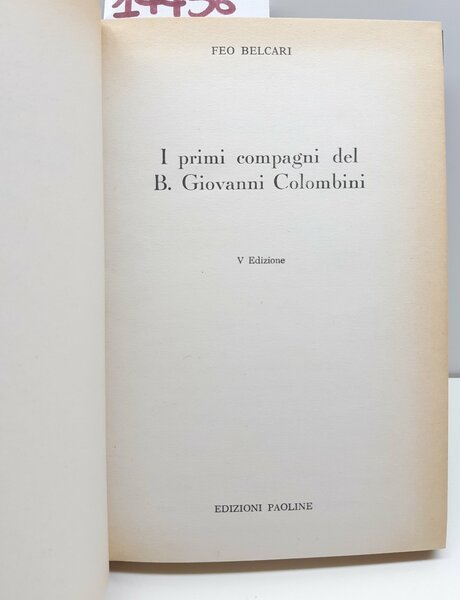 FEO BELCARI
I primi compagni del
B. Giovanni Colombini
V Edizione
EDIZIONI PAOLINE